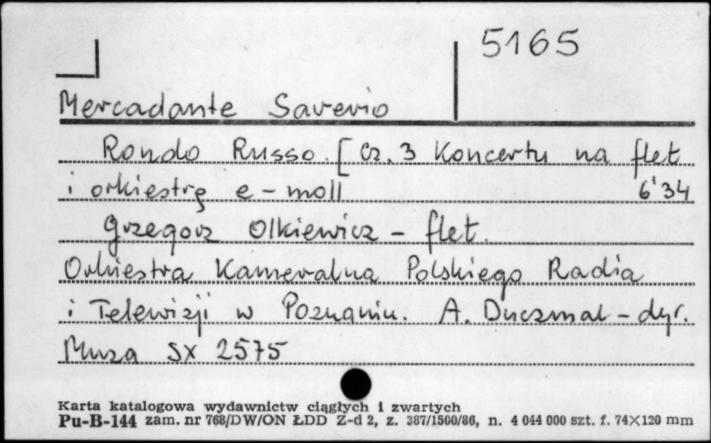 5165
Mercadante Saverio
Rondo Russo. [cz. 3 Koncertu na flet
i orkiestrę e-moll 6'34
Grzegorz Olkiewicz - flet.
Orkiestra Kameralna Polskiego Radia
i Telewizji w Poznaniu. A. Duczmal - dyr.
Muza SX 2575
Karta katalogowa wydawnictw ciągłych i zwartych
Pu-B-144 zam. nr 768/DW/ON ŁDD Z-d 2, z. 387/1500/86, n. 4 044 000 szt. f. 74×120 mm